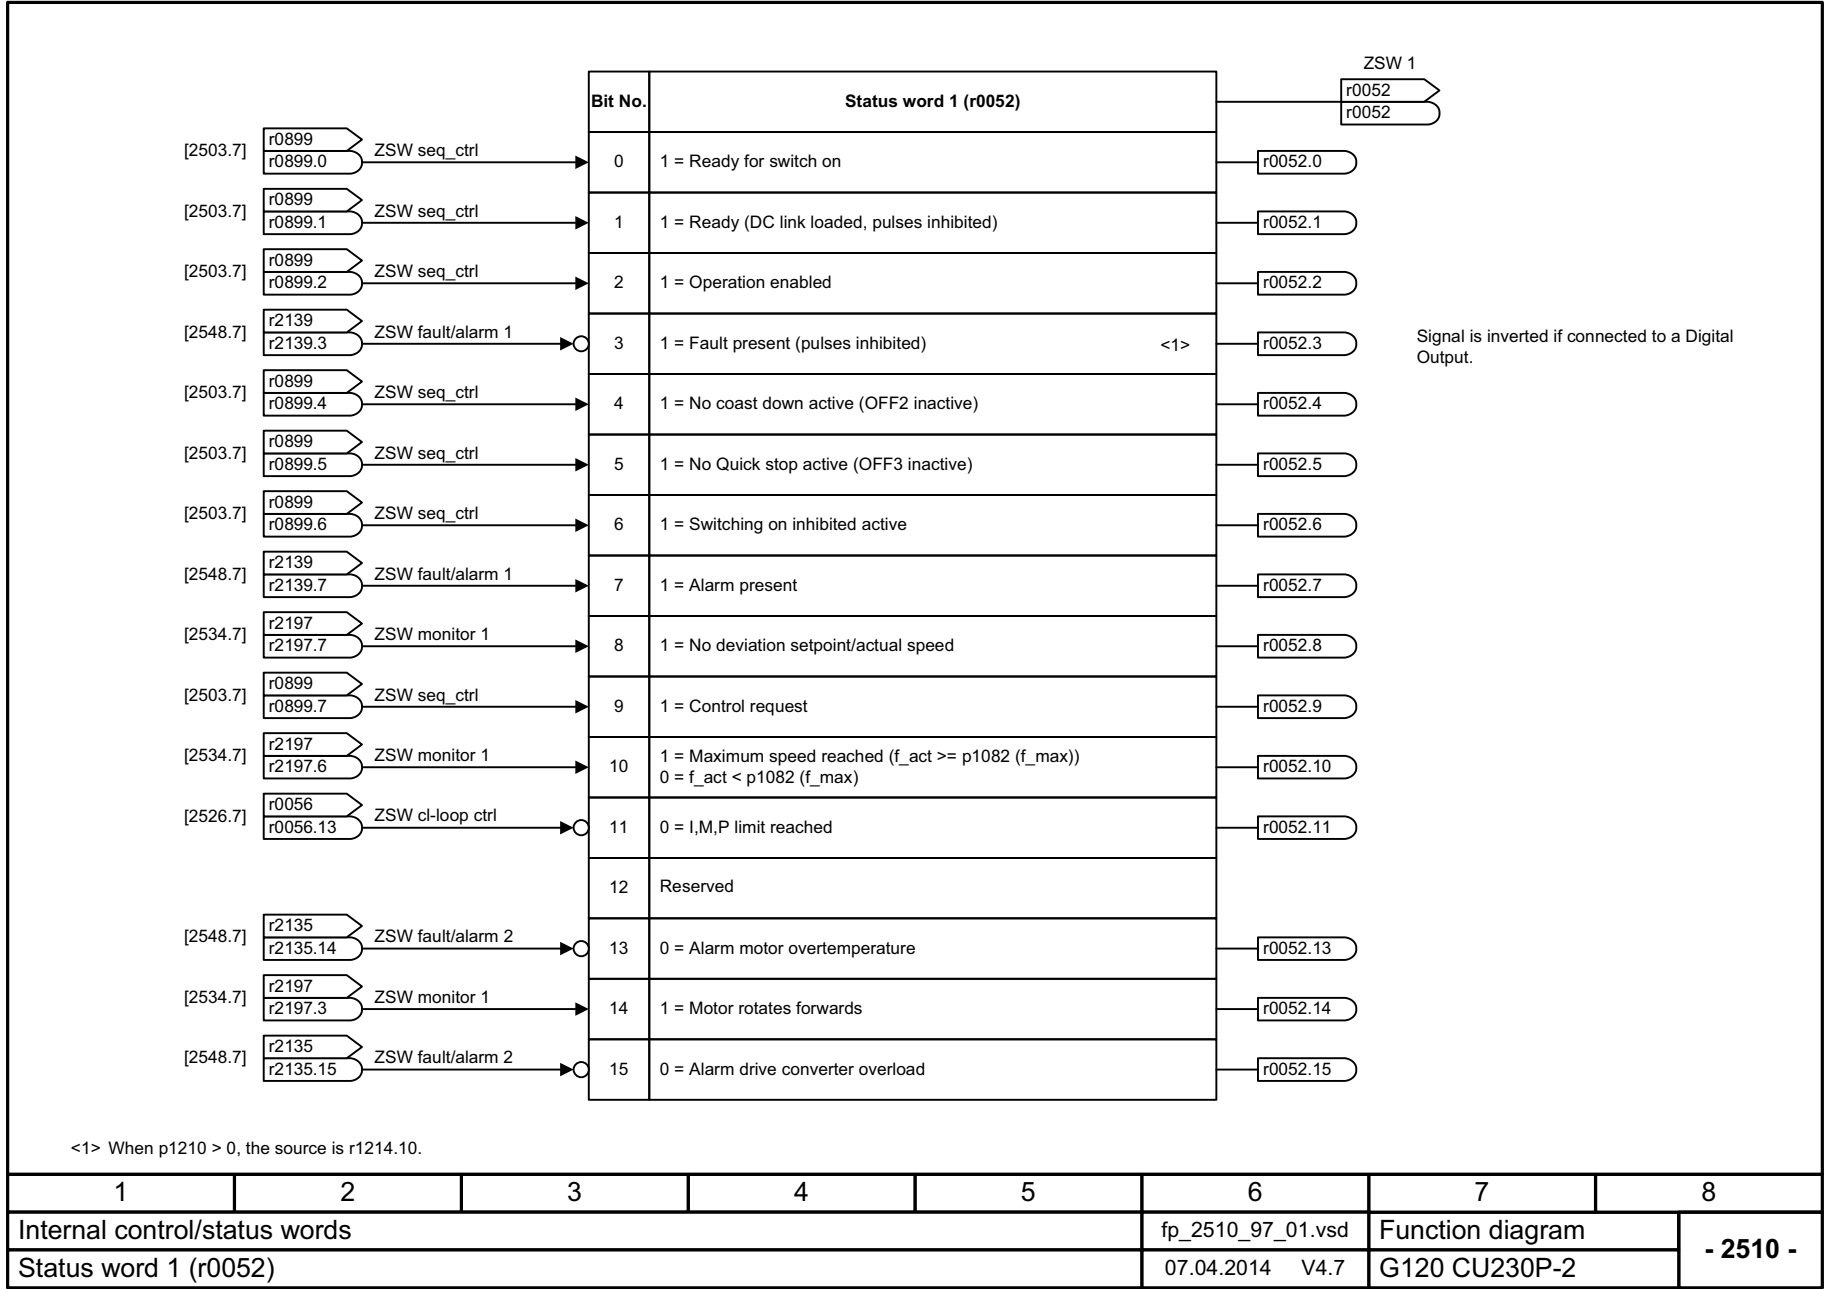 ZSW 1
r0052
r0052
Bit No. Status word 1 (r0052)
[2503.7] r0899 ZSW seq_ctrl
r0899.0 0 1 = Ready for switch on r0052.0
[2503.7] r0899 ZSW seq_ctrl
r0899.1 1 1 = Ready (DC link loaded, pulses inhibited) r0052.1
[2503.7] r0899 ZSW seq_ctrl
r0899.2 2 1 = Operation enabled r0052.2
[2548.7] r2139 ZSW fault/alarm 1
r2139.3 3 1 = Fault present (pulses inhibited) <1> r0052.3 Signal is inverted if connected to a Digital
Output.
[2503.7] r0899 ZSW seq_ctrl
r0899.4 4 1 = No coast down active (OFF2 inactive) r0052.4
[2503.7] r0899 ZSW seq_ctrl
r0899.5 5 1 = No Quick stop active (OFF3 inactive) r0052.5
[2503.7] r0899 ZSW seq_ctrl
r0899.6 6 1 = Switching on inhibited active r0052.6
[2548.7] r2139 ZSW fault/alarm 1
r2139.7 7 1 = Alarm present r0052.7
[2534.7] r2197 ZSW monitor 1
r2197.7 8 1 = No deviation setpoint/actual speed r0052.8
[2503.7] r0899 ZSW seq_ctrl
r0899.7 9 1 = Control request r0052.9
[2534.7] r2197 ZSW monitor 1
r2197.6 10 1 = Maximum speed reached (f_act >= p1082 (f_max))
0 = f_act < p1082 (f_max) r0052.10
[2526.7] r0056 ZSW cl-loop ctrl
r0056.13 11 0 = I,M,P limit reached r0052.11
12 Reserved
[2548.7] r2135 ZSW fault/alarm 2
r2135.14 13 0 = Alarm motor overtemperature r0052.13
[2534.7] r2197 ZSW monitor 1
r2197.3 14 1 = Motor rotates forwards r0052.14
[2548.7] r2135 ZSW fault/alarm 2
r2135.15 15 0 = Alarm drive converter overload r0052.15
<1> When p1210 > 0, the source is r1214.10.
1 2 3 4 5 6 7 8
Internal control/status words fp_2510_97_01.vsd Function diagram - 2510 -
Status word 1 (r0052) 07.04.2014 V4.7 G120 CU230P-2